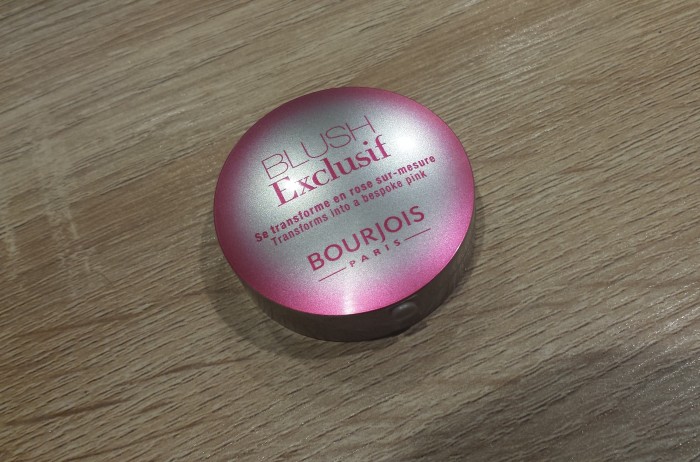 BLUSH
Exclusif
Se transforme en rose sur-mesure
Transforms into a bespoke pink
BOURJOIS
PARIS